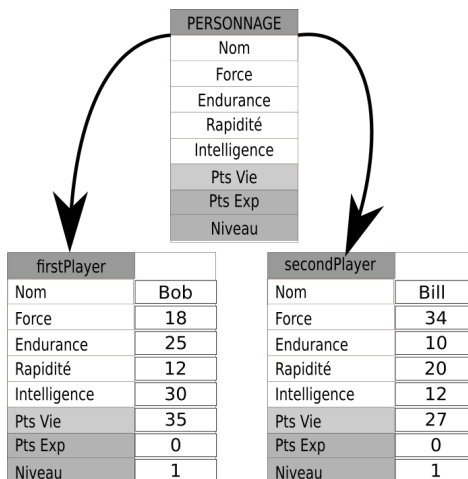 PERSONNAGE
Nom
Force
Endurance
Rapidité
Intelligence
Pts Vie
Pts Exp
Niveau
firstPlayer
Nom Bob
Force 18
Endurance 25
Rapidité 12
Intelligence 30
Pts Vie 35
Pts Exp 0
Niveau 1
secondPlayer
Nom Bill
Force 34
Endurance 10
Rapidité 20
Intelligence 12
Pts Vie 27
Pts Exp 0
Niveau 1